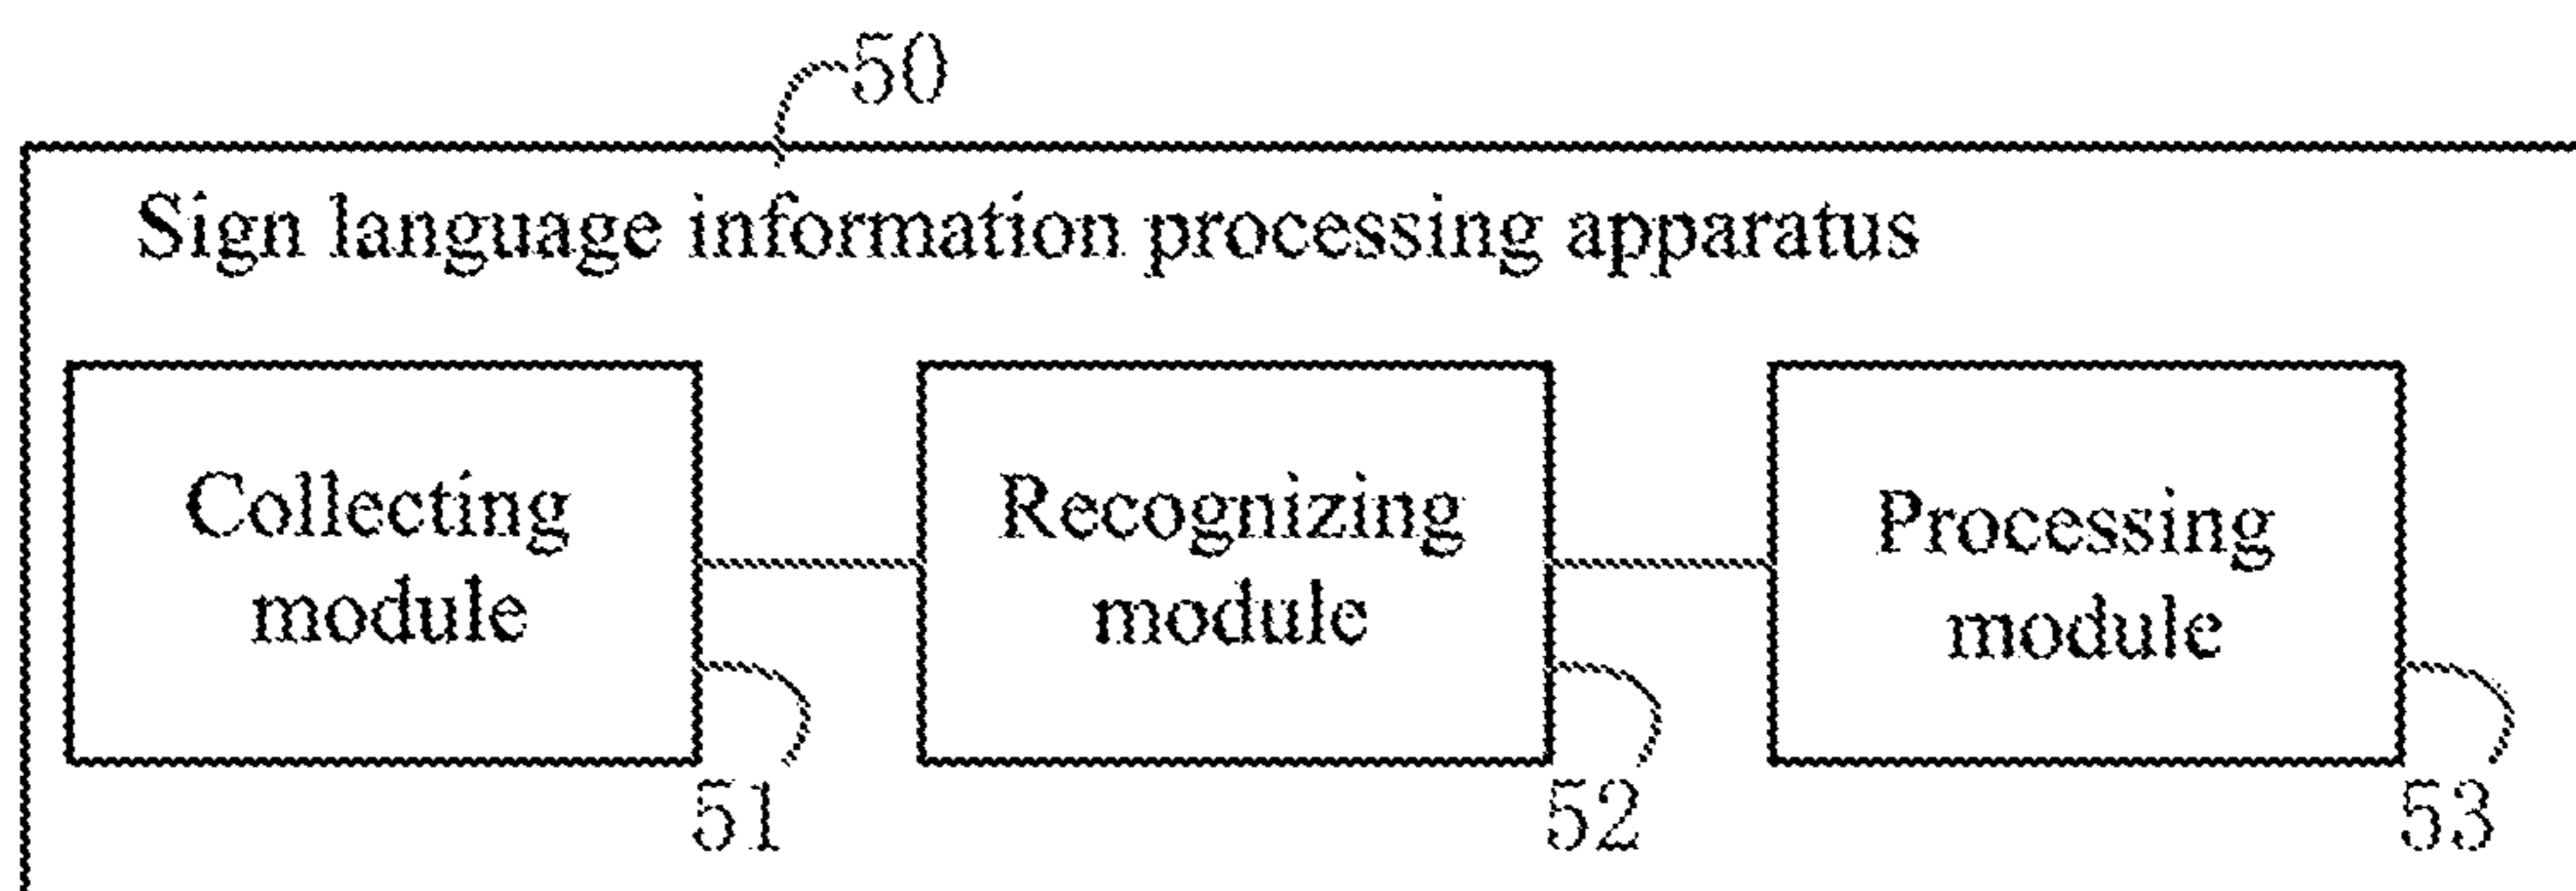 50
Sign language information processing apparatus
Collecting
module
Recognizing
module
Processing
module
51
52
53